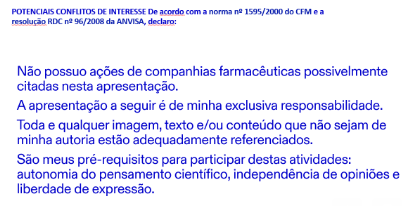 POTENCIAIS CONFLITOS DE INTERESSE De acordo com a norma nº 1595/2000 do CFM e a
resolução RDC nº 96/2008 da ANVISA, declaro:
Não possuo ações de companhias farmacêuticas possivelmente
citadas nesta apresentação.
A apresentação a seguir é de minha exclusiva responsabilidade.
Toda e qualquer imagem, texto e/ou conteúdo que não sejam de
minha autoria estão adequadamente referenciados.
São meus pré-requisitos para participar destas atividades:
autonomia do pensamento científico, independência de opiniões e
liberdade de expressão.